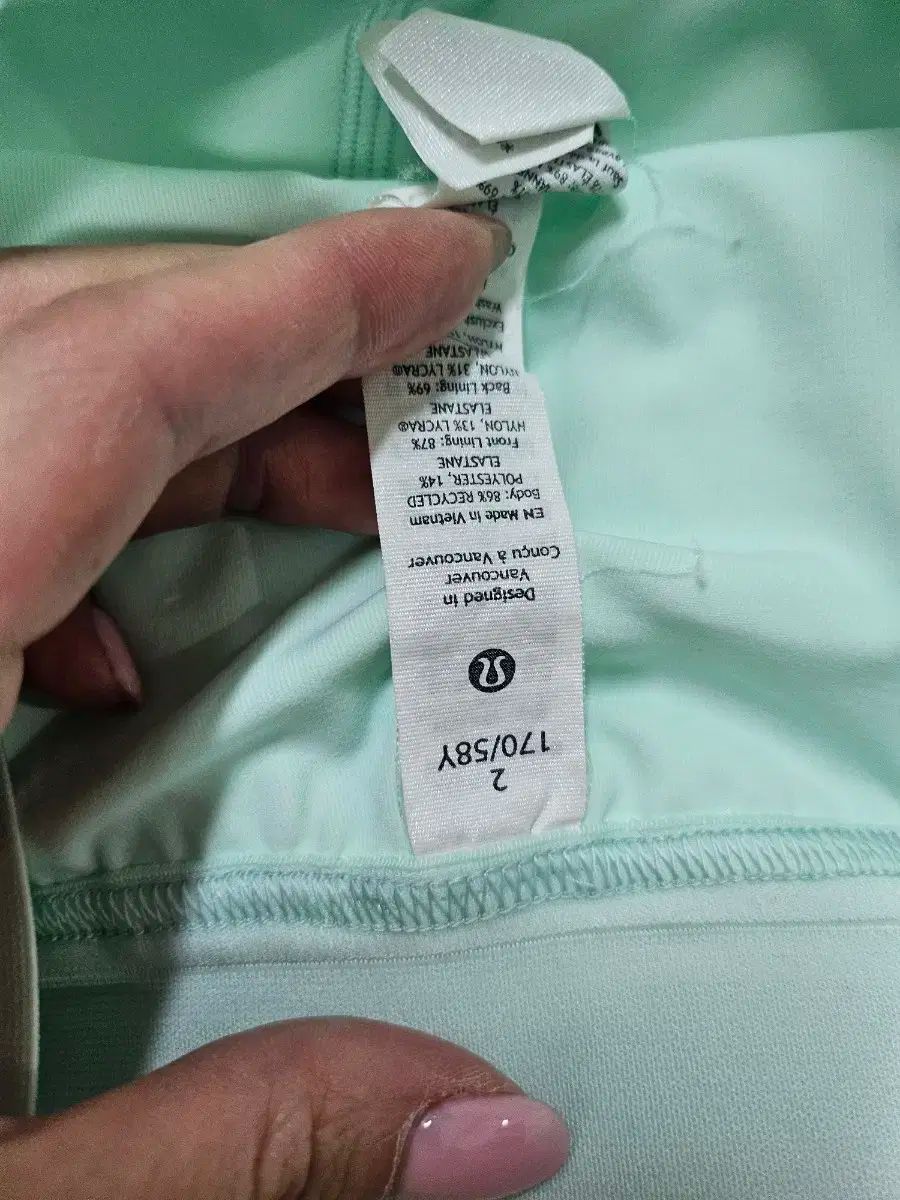 2
170/58Y
Designed in
Vancouver
Conçu à Vancouver
EN Made in Vietnam
Body: 86% RECYCLED
POLYESTER, 14%
ELASTANE
Front Lining: 87%
NYLON, 13% LYCRA®
ELASTANE
Back Lining: 69%
NYLON, 31% LYCRA®
ELASTANE
NYLON,